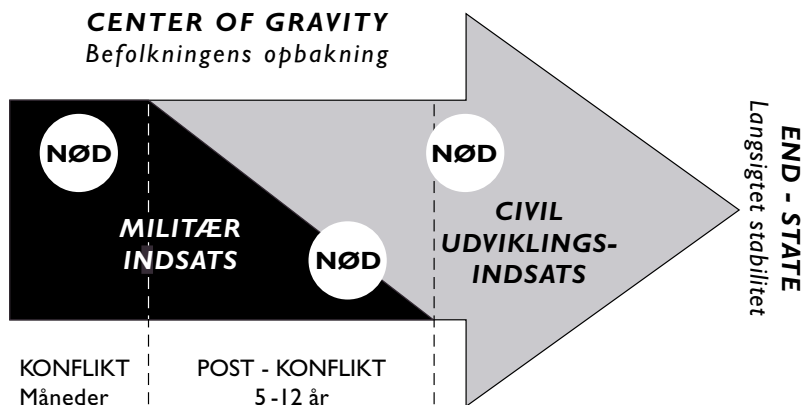 CENTER OF GRAVITY
Befolkningens opbakning
NØD
NØD
NØD
MILITÆR
INDSATS
CIVIL
UDVIKLINGS-
INDSATS
END - STATE
Langsigtet stabilitet
KONFLIKT
Måneder
POST - KONFLIKT
5 -12 år